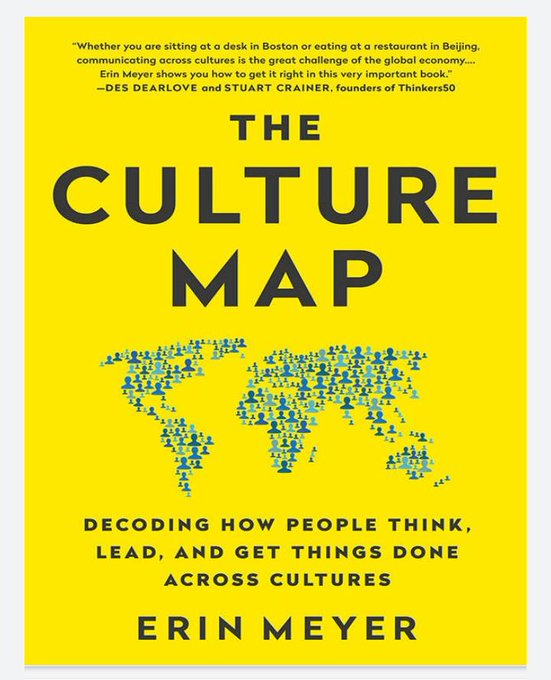 “Whether you are sitting at a desk in Boston or eating at a restaurant in Beijing,
communicating across cultures is the great challenge of the global economy....
Erin Meyer shows you how to get it right in this very important book.”
—DES DEARLOVE and STUART CRAINER, founders of Thinkers50
THE
CULTURE
MAP
DECODING HOW PEOPLE THINK,
LEAD, AND GET THINGS DONE
ACROSS CULTURES
ERIN MEYER